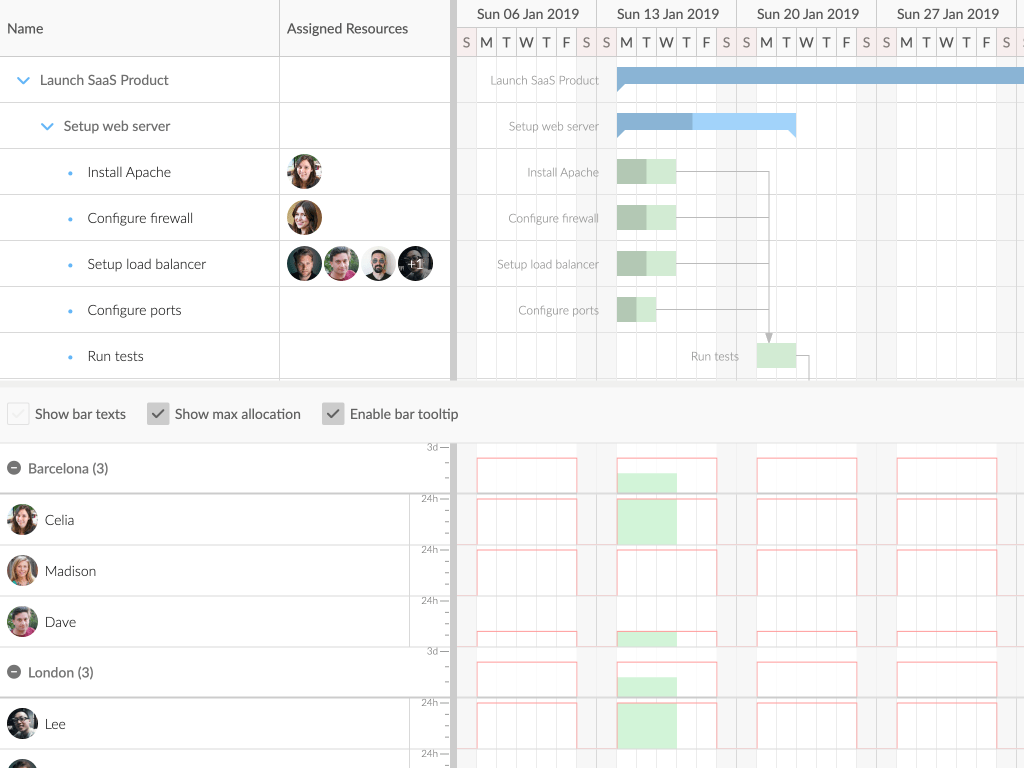 Name Assigned Resources Sun 06 Jan 2019 Sun 13 Jan 2019 Sun 20 Jan 2019 Sun 27 Jan 2019
S M T W T F S S M T W T F S S M T W T F S S M T W T F S
Launch SaaS Product Launch SaaS Product
Setup web server Setup web server
Install Apache Install Apache
Configure firewall Configure firewall
Setup load balancer +1 Setup load balancer
Configure ports Configure ports
Run tests Run tests
Show bar texts Show max allocation Enable bar tooltip
3d
Barcelona (3)
24h
Celia
24h
Madison
24h
Dave
3d
London (3)
24h
Lee
24h